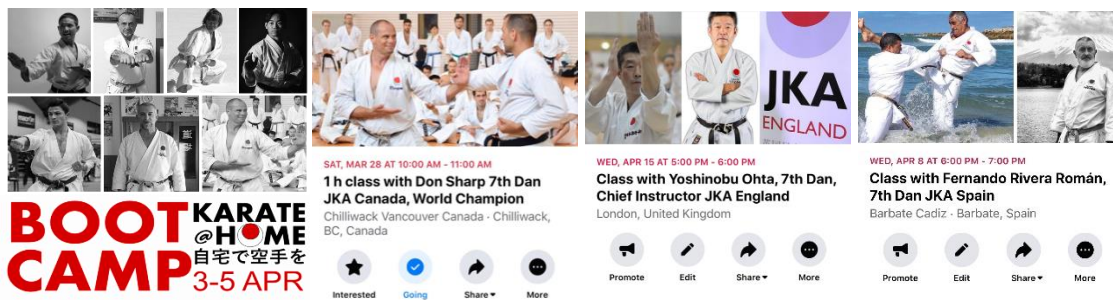 BOOT
CAMP
KARATE
@HOME
自宅で空手を
3-5 APR
SAT, MAR 28 AT 10:00 AM - 11:00 AM
1 h class with Don Sharp 7th Dan
JKA Canada, World Champion
Chilliwack Vancouver Canada · Chilliwack,
BC, Canada
Interested
Going
Share
More
JKA
ENGLAND
WED, APR 15 AT 5:00 PM - 6:00 PM
Class with Yoshinobu Ohta, 7th Dan,
Chief Instructor JKA England
London, United Kingdom
Promote
Edit
Share
More
WED, APR 8 AT 6:00 PM - 7:00 PM
Class with Fernando Rivera Román,
7th Dan JKA Spain
Barbate Cadiz · Barbate, Spain
Promote
Edit
Share
More